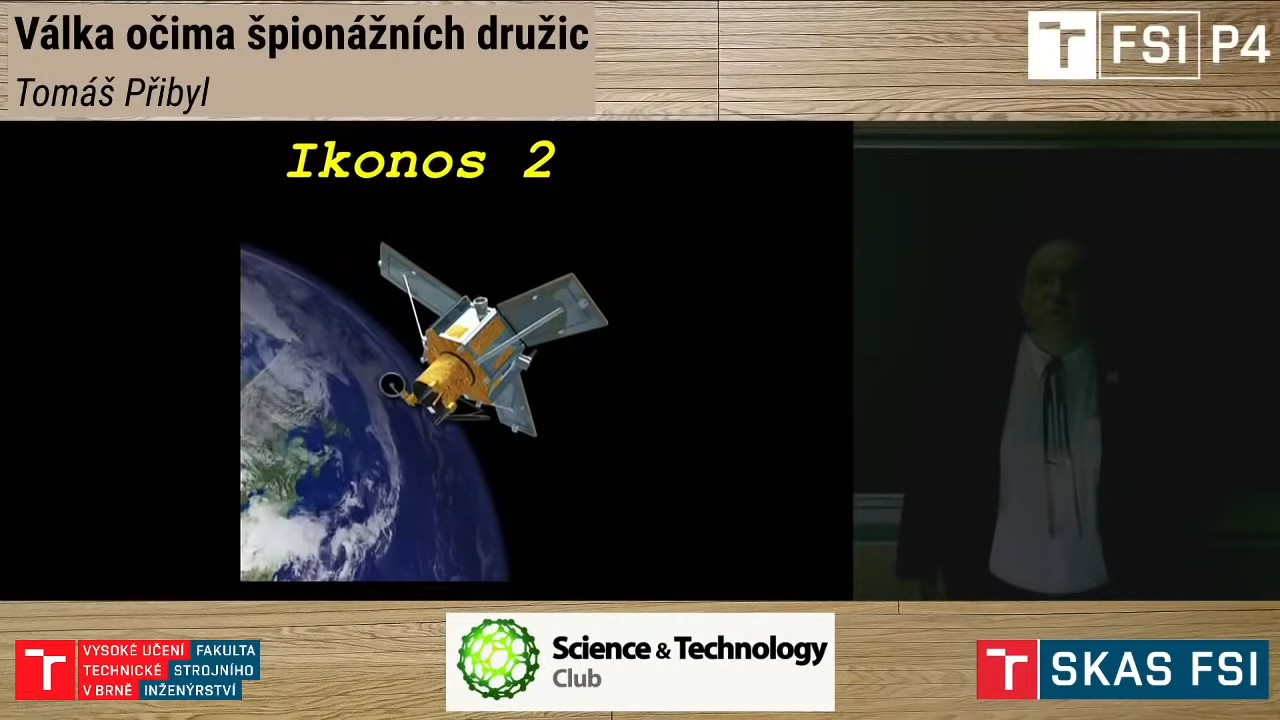 Válka očima špionážních družic
Tomáš Přibyl
FSI P4
Ikonos 2
VYSOKÉ UČENÍ FAKULTA
TECHNICKÉ STROJNÍHO
V BRNĚ INŽENÝRSTVÍ
Science & Technology
Club
SKAS FSI